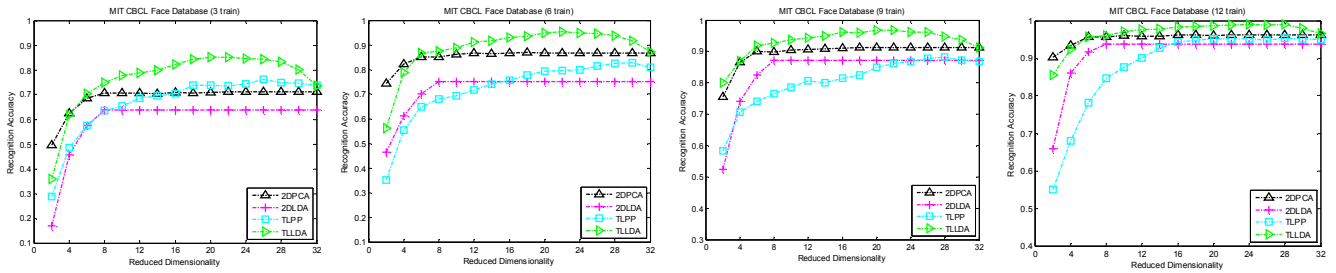 MIT CBCL Face Database (3 train)
1
0.9
0.8
0.7
0.6
0.5
0.4
0.3
0.2
0.1
Recognition Accuracy
0 4 8 12 16 20 24 28 32
Reduced Dimensionality
2DPCA
2DLDA
TLPP
TLLDA
MIT CBCL Face Database (6 train)
1
0.9
0.8
0.7
0.6
0.5
0.4
0.3
0.2
0.1
Recognition Accuracy
0 4 8 12 16 20 24 28 32
Reduced Dimensionality
2DPCA
2DLDA
TLPP
TLLDA
MIT CBCL Face Database (9 train)
1
0.9
0.8
0.7
0.6
0.5
0.4
0.3
Recognition Accuracy
0 4 8 12 16 20 24 28 32
Reduced Dimensionality
2DPCA
2DLDA
TLPP
TLLDA
MIT CBCL Face Database (12 train)
1
0.9
0.8
0.7
0.6
0.5
0.4
Recognition Accuracy
0 4 8 12 16 20 24 28 32
Reduced Dimensionality
2DPCA
2DLDA
TLPP
TLLDA